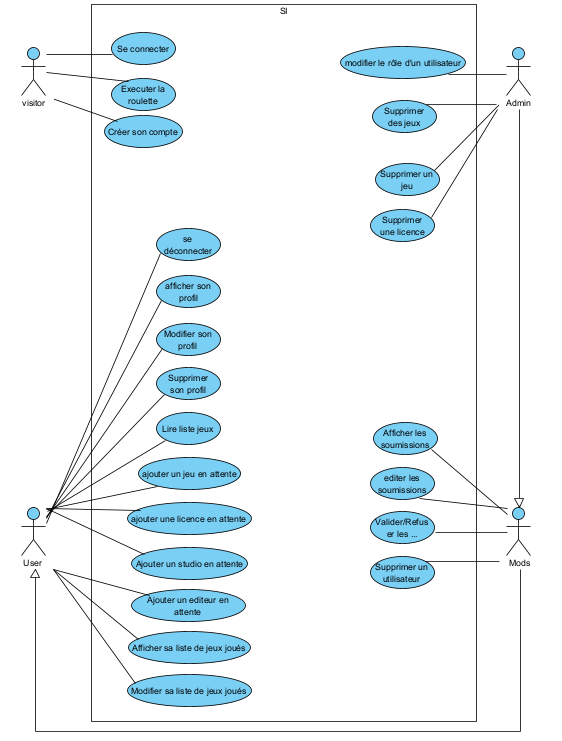 SI
Se connecter
Executer la
roulette
Créer son compte
visitor
modifier le rôle d'un utilisateur
Supprimer
des jeux
Supprimer un
jeu
Supprimer
une licence
Admin
se
déconnecter
afficher son
profil
Modifier son
profil
Supprimer
son profil
Lire liste jeux
ajouter un jeu en attente
ajouter une licence en attente
Ajouter un studio en attente
Ajouter un editeur en
attente
Afficher sa liste de jeux joués
Modifier sa liste de jeux joués
User
Afficher les
soumissions
editer les
soumissions
Valider/Refus
er les ...
Supprimer un
utilisateur
Mods